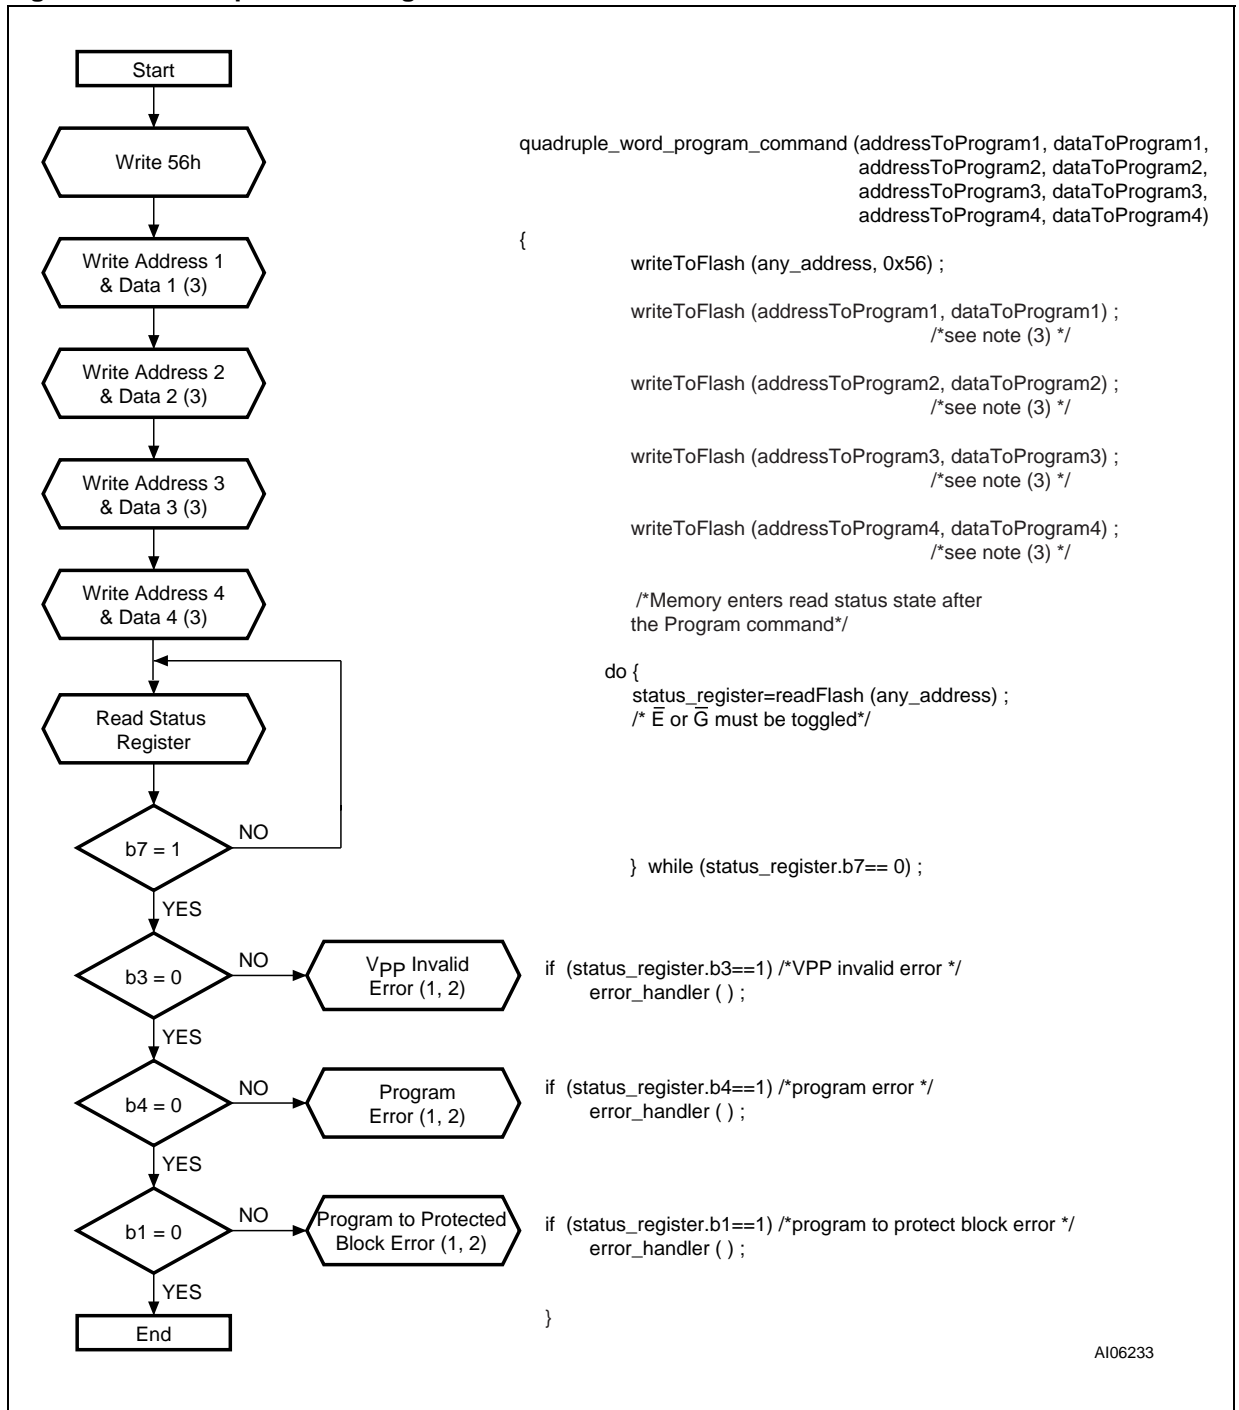 Start
Write 56h
Write Address 1
& Data 1 (3)
Write Address 2
& Data 2 (3)
Write Address 3
& Data 3 (3)
Write Address 4
& Data 4 (3)
Read Status
Register
b7 = 1
NO
YES
b3 = 0
NO
VPP Invalid
Error (1, 2)
YES
b4 = 0
NO
Program
Error (1, 2)
YES
b1 = 0
NO
Program to Protected
Block Error (1, 2)
YES
End
quadruple_word_program_command (addressToProgram1, dataToProgram1,
addressToProgram2, dataToProgram2,
addressToProgram3, dataToProgram3,
addressToProgram4, dataToProgram4)
{
writeToFlash (any_address, 0x56) ;
writeToFlash (addressToProgram1, dataToProgram1) ;
/*see note (3) */
writeToFlash (addressToProgram2, dataToProgram2) ;
/*see note (3) */
writeToFlash (addressToProgram3, dataToProgram3) ;
/*see note (3) */
writeToFlash (addressToProgram4, dataToProgram4) ;
/*see note (3) */
/*Memory enters read status state after
the Program command*/
do {
status_register=readFlash (any_address) ;
/* E̅ or G̅ must be toggled*/
} while (status_register.b7== 0) ;
if (status_register.b3==1) /*VPP invalid error */
error_handler ( ) ;
if (status_register.b4==1) /*program error */
error_handler ( ) ;
if (status_register.b1==1) /*program to protect block error */
error_handler ( ) ;
}
AI06233